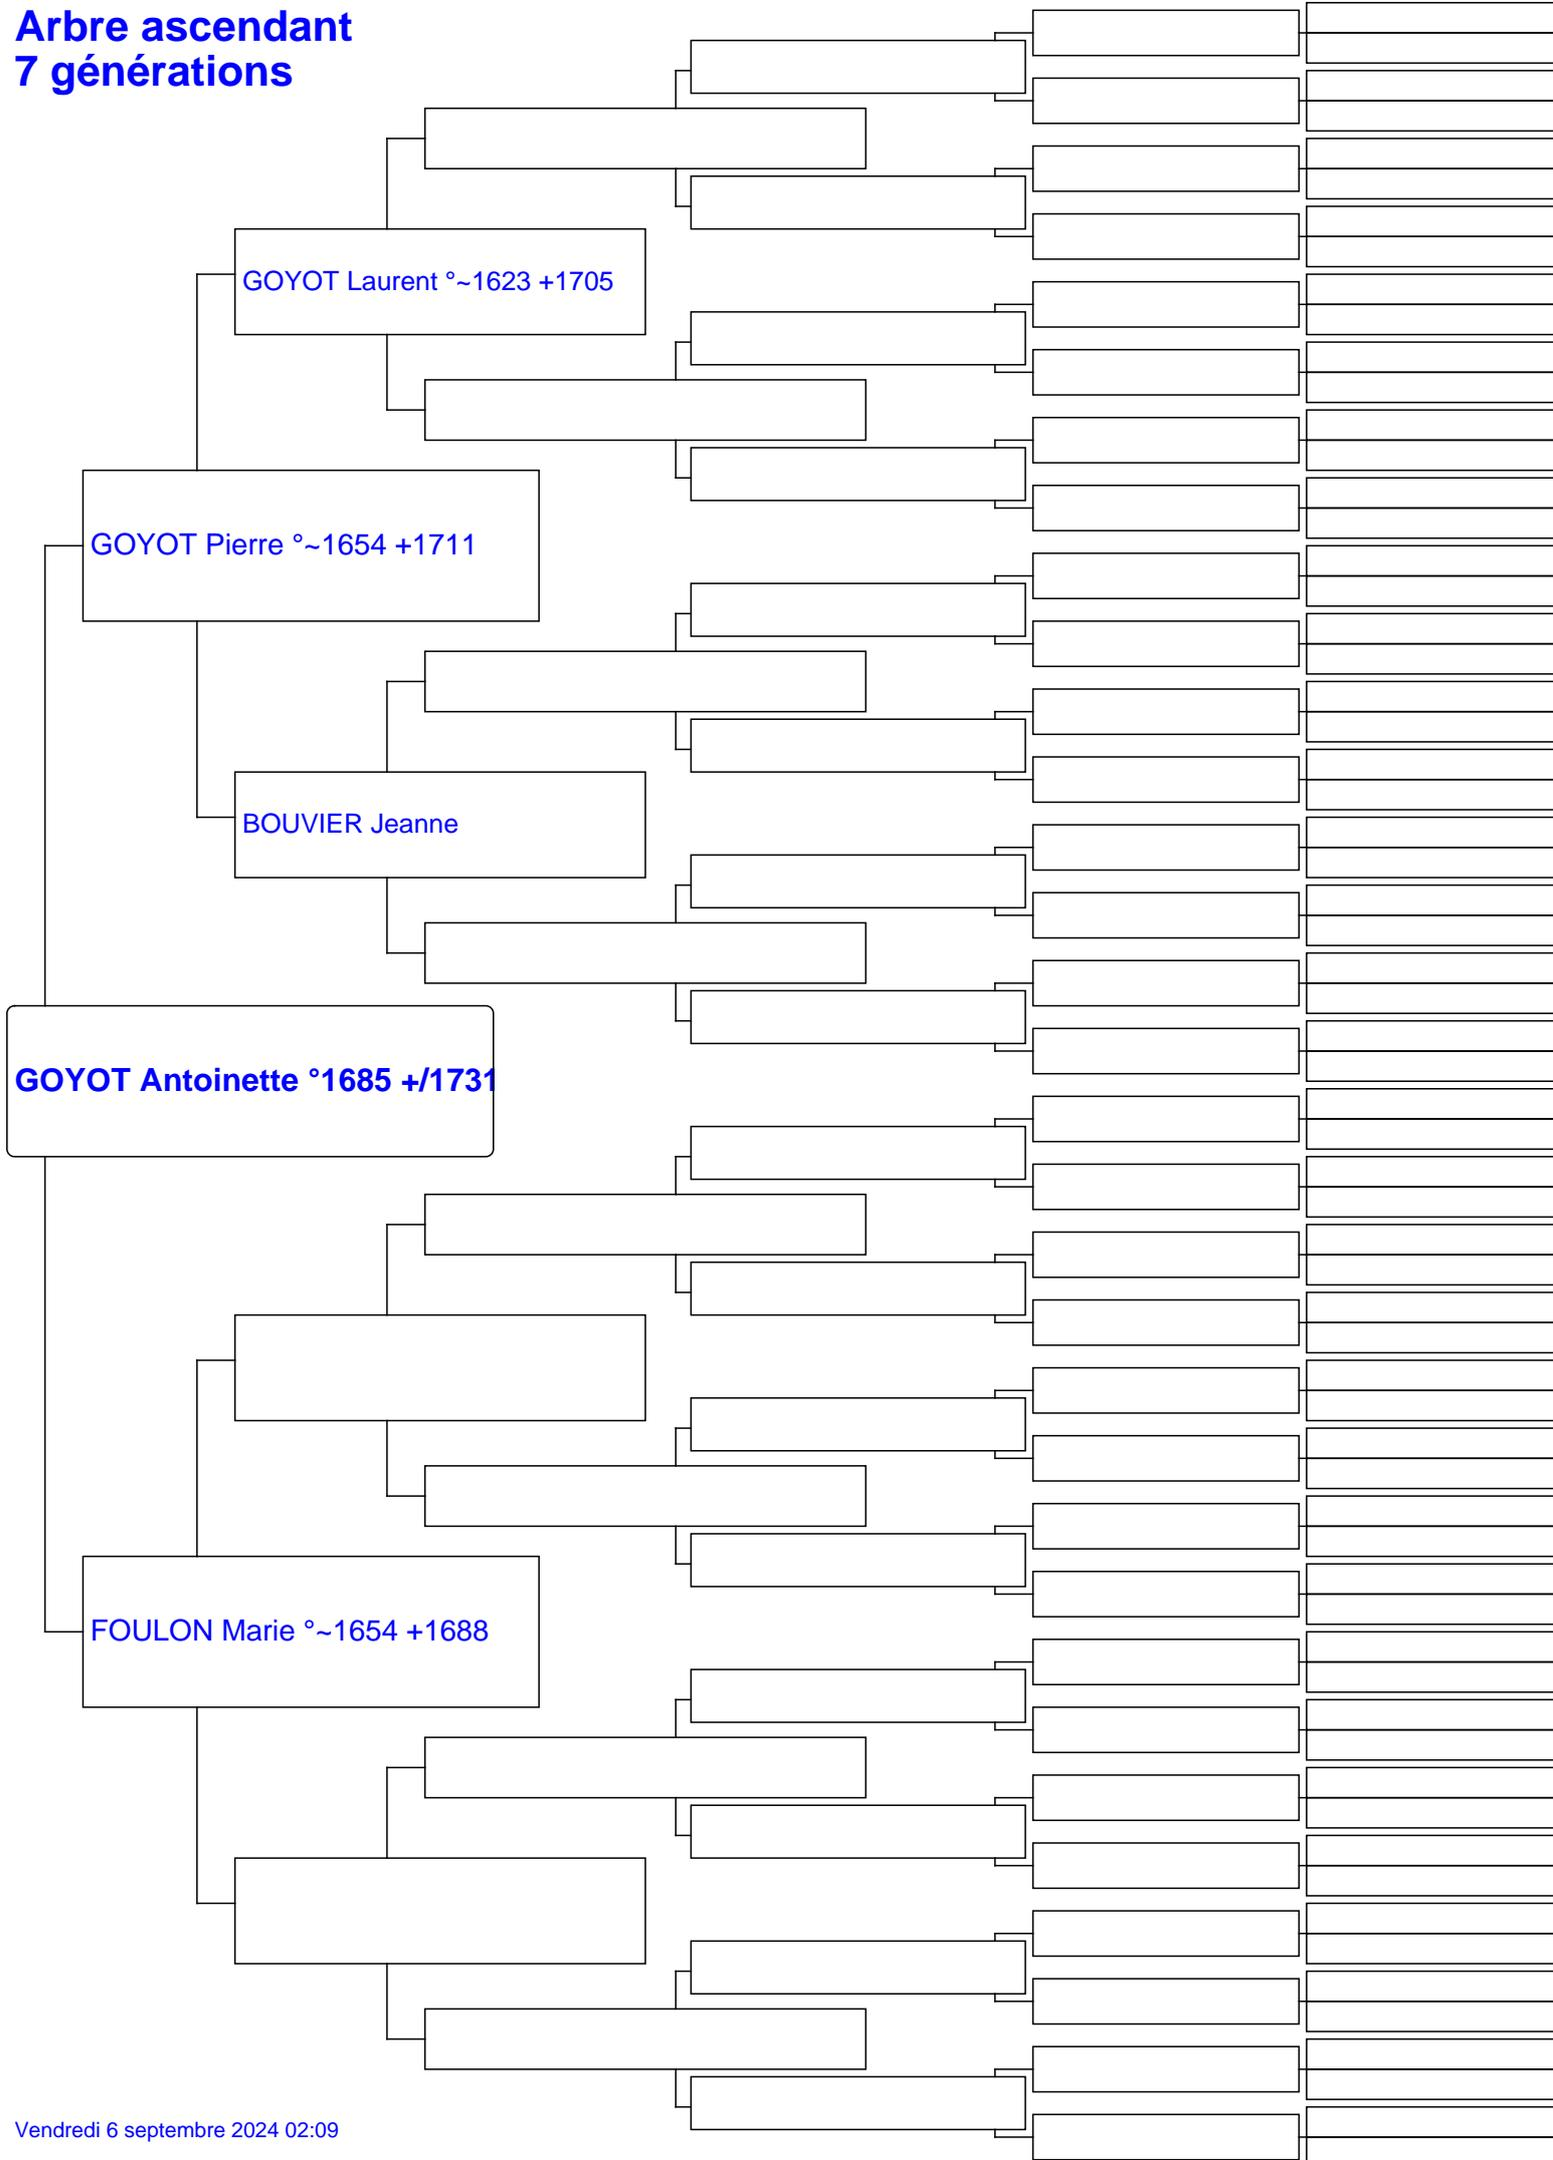 Arbre ascendant
7 générations
GOYOT Laurent °~1623 +1705
GOYOT Pierre °~1654 +1711
BOUVIER Jeanne
GOYOT Antoinette °1685 +/1731
FOULON Marie °~1654 +1688
Vendredi 6 septembre 2024 02:09